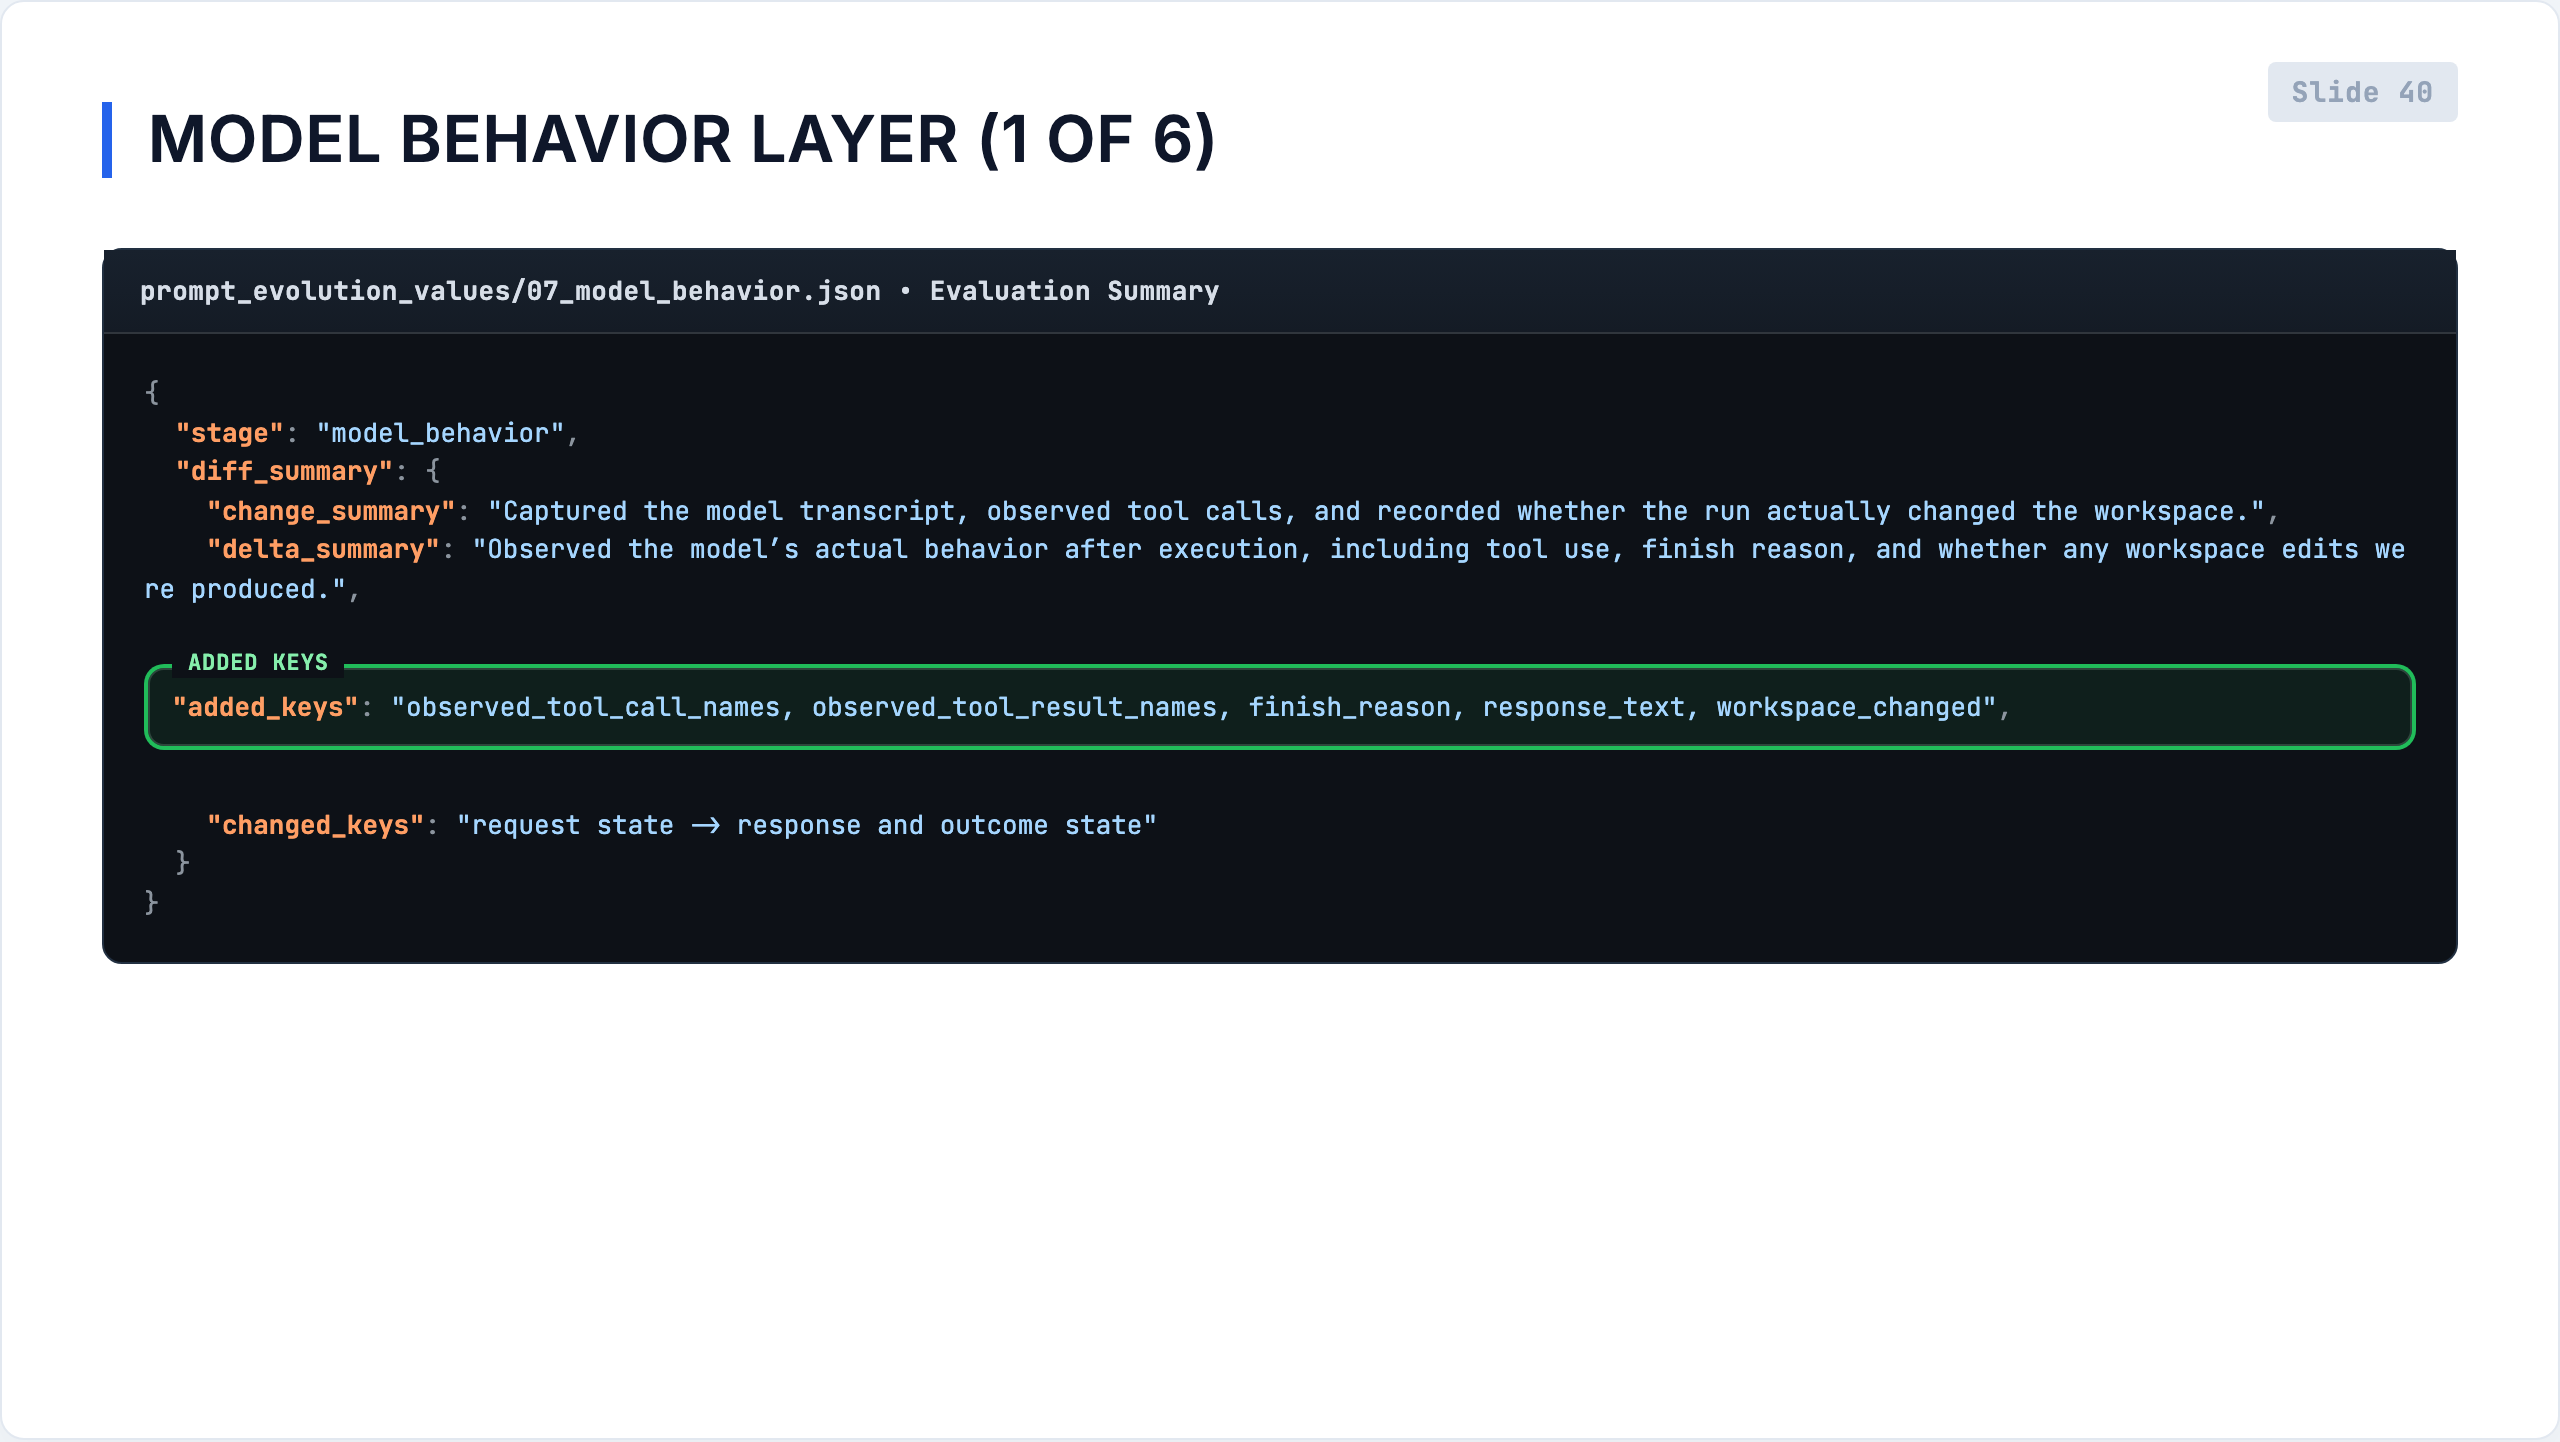 Slide 40
MODEL BEHAVIOR LAYER (1 OF 6)
prompt_evolution_values/07_model_behavior.json • Evaluation Summary
{
  "stage": "model_behavior",
  "diff_summary": {
    "change_summary": "Captured the model transcript, observed tool calls, and recorded whether the run actually changed the workspace.",
    "delta_summary": "Observed the model’s actual behavior after execution, including tool use, finish reason, and whether any workspace edits we
re produced.",
ADDED KEYS
"added_keys": "observed_tool_call_names, observed_tool_result_names, finish_reason, response_text, workspace_changed",
    "changed_keys": "request state → response and outcome state"
  }
}